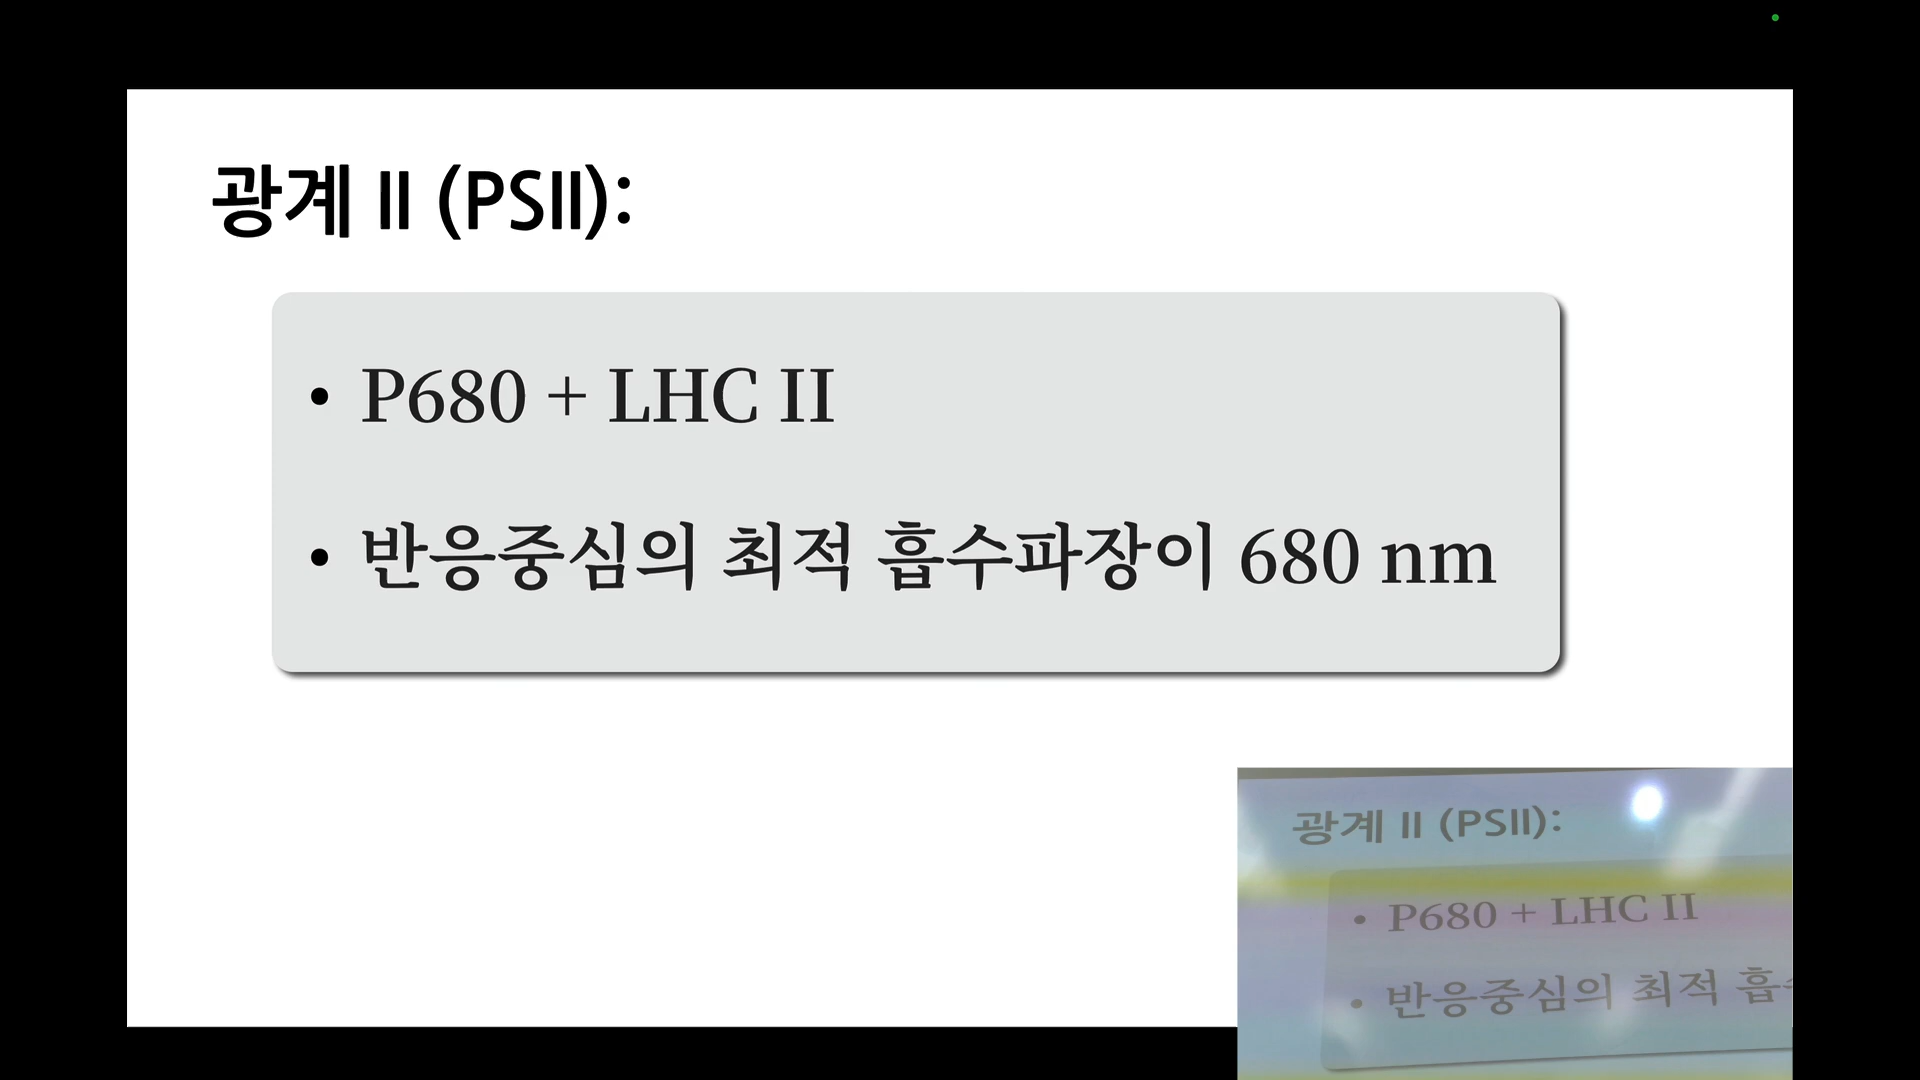 광계 II (PSII):
• P680 + LHC II
• 반응중심의 최적 흡수파장이 680 nm
광계 II (PSII):
• P680 + LHC II
• 반응중심의 최적